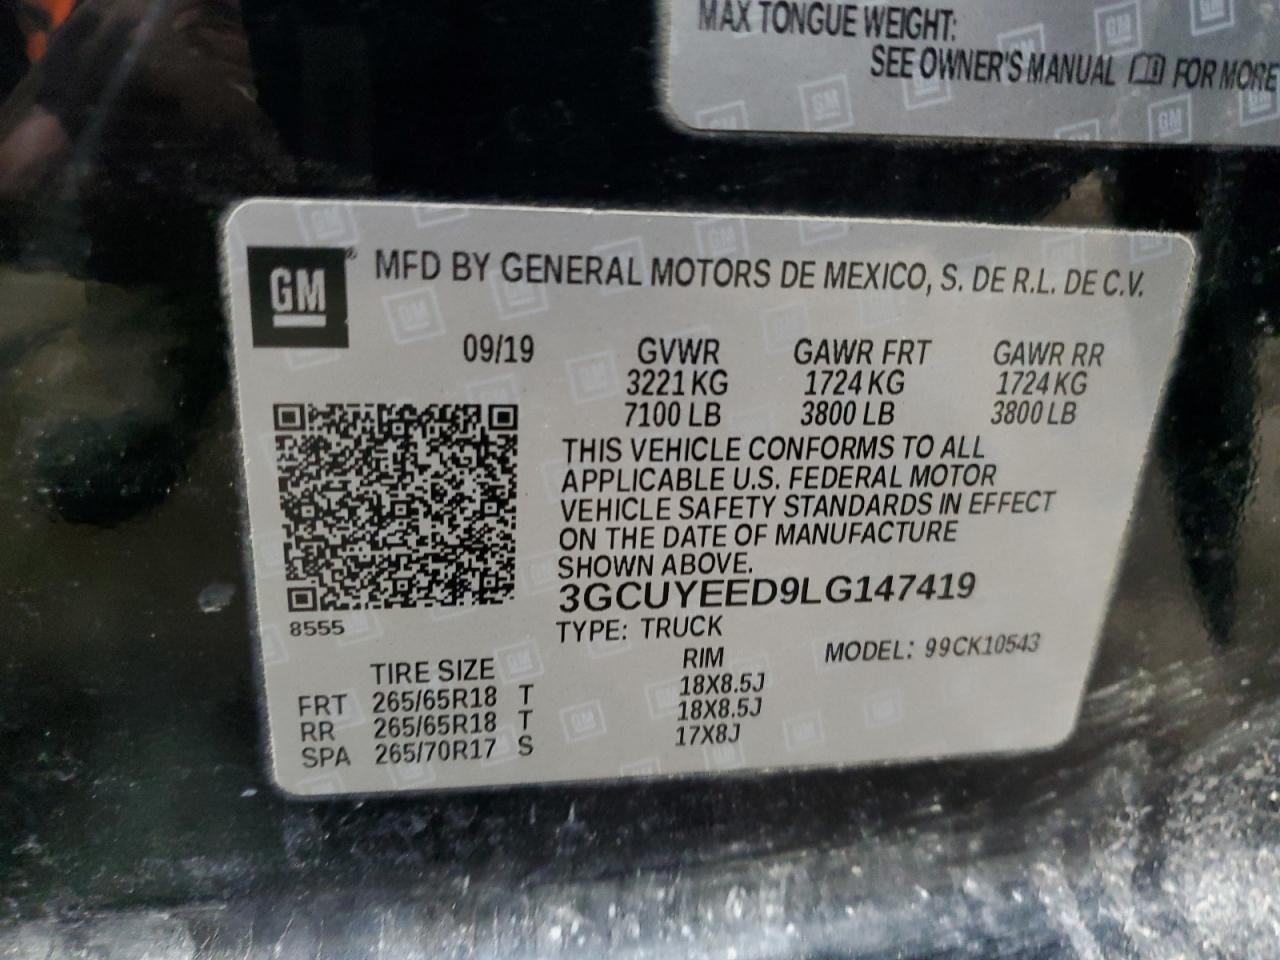 MAX TONGUE WEIGHT:
SEE OWNER'S MANUAL FOR MORE
GM
MFD BY GENERAL MOTORS DE MEXICO, S. DE R.L. DE C.V.
09/19 GVWR GAWR FRT GAWR RR
3221 KG 1724 KG 1724 KG
7100 LB 3800 LB 3800 LB
THIS VEHICLE CONFORMS TO ALL
APPLICABLE U.S. FEDERAL MOTOR
VEHICLE SAFETY STANDARDS IN EFFECT
ON THE DATE OF MANUFACTURE
SHOWN ABOVE.
3GCUYEED9LG147419
8555
TYPE: TRUCK MODEL: 99CK10543
TIRE SIZE RIM
FRT 265/65R18 T 18X8.5J
RR 265/65R18 T 18X8.5J
SPA 265/70R17 S 17X8J